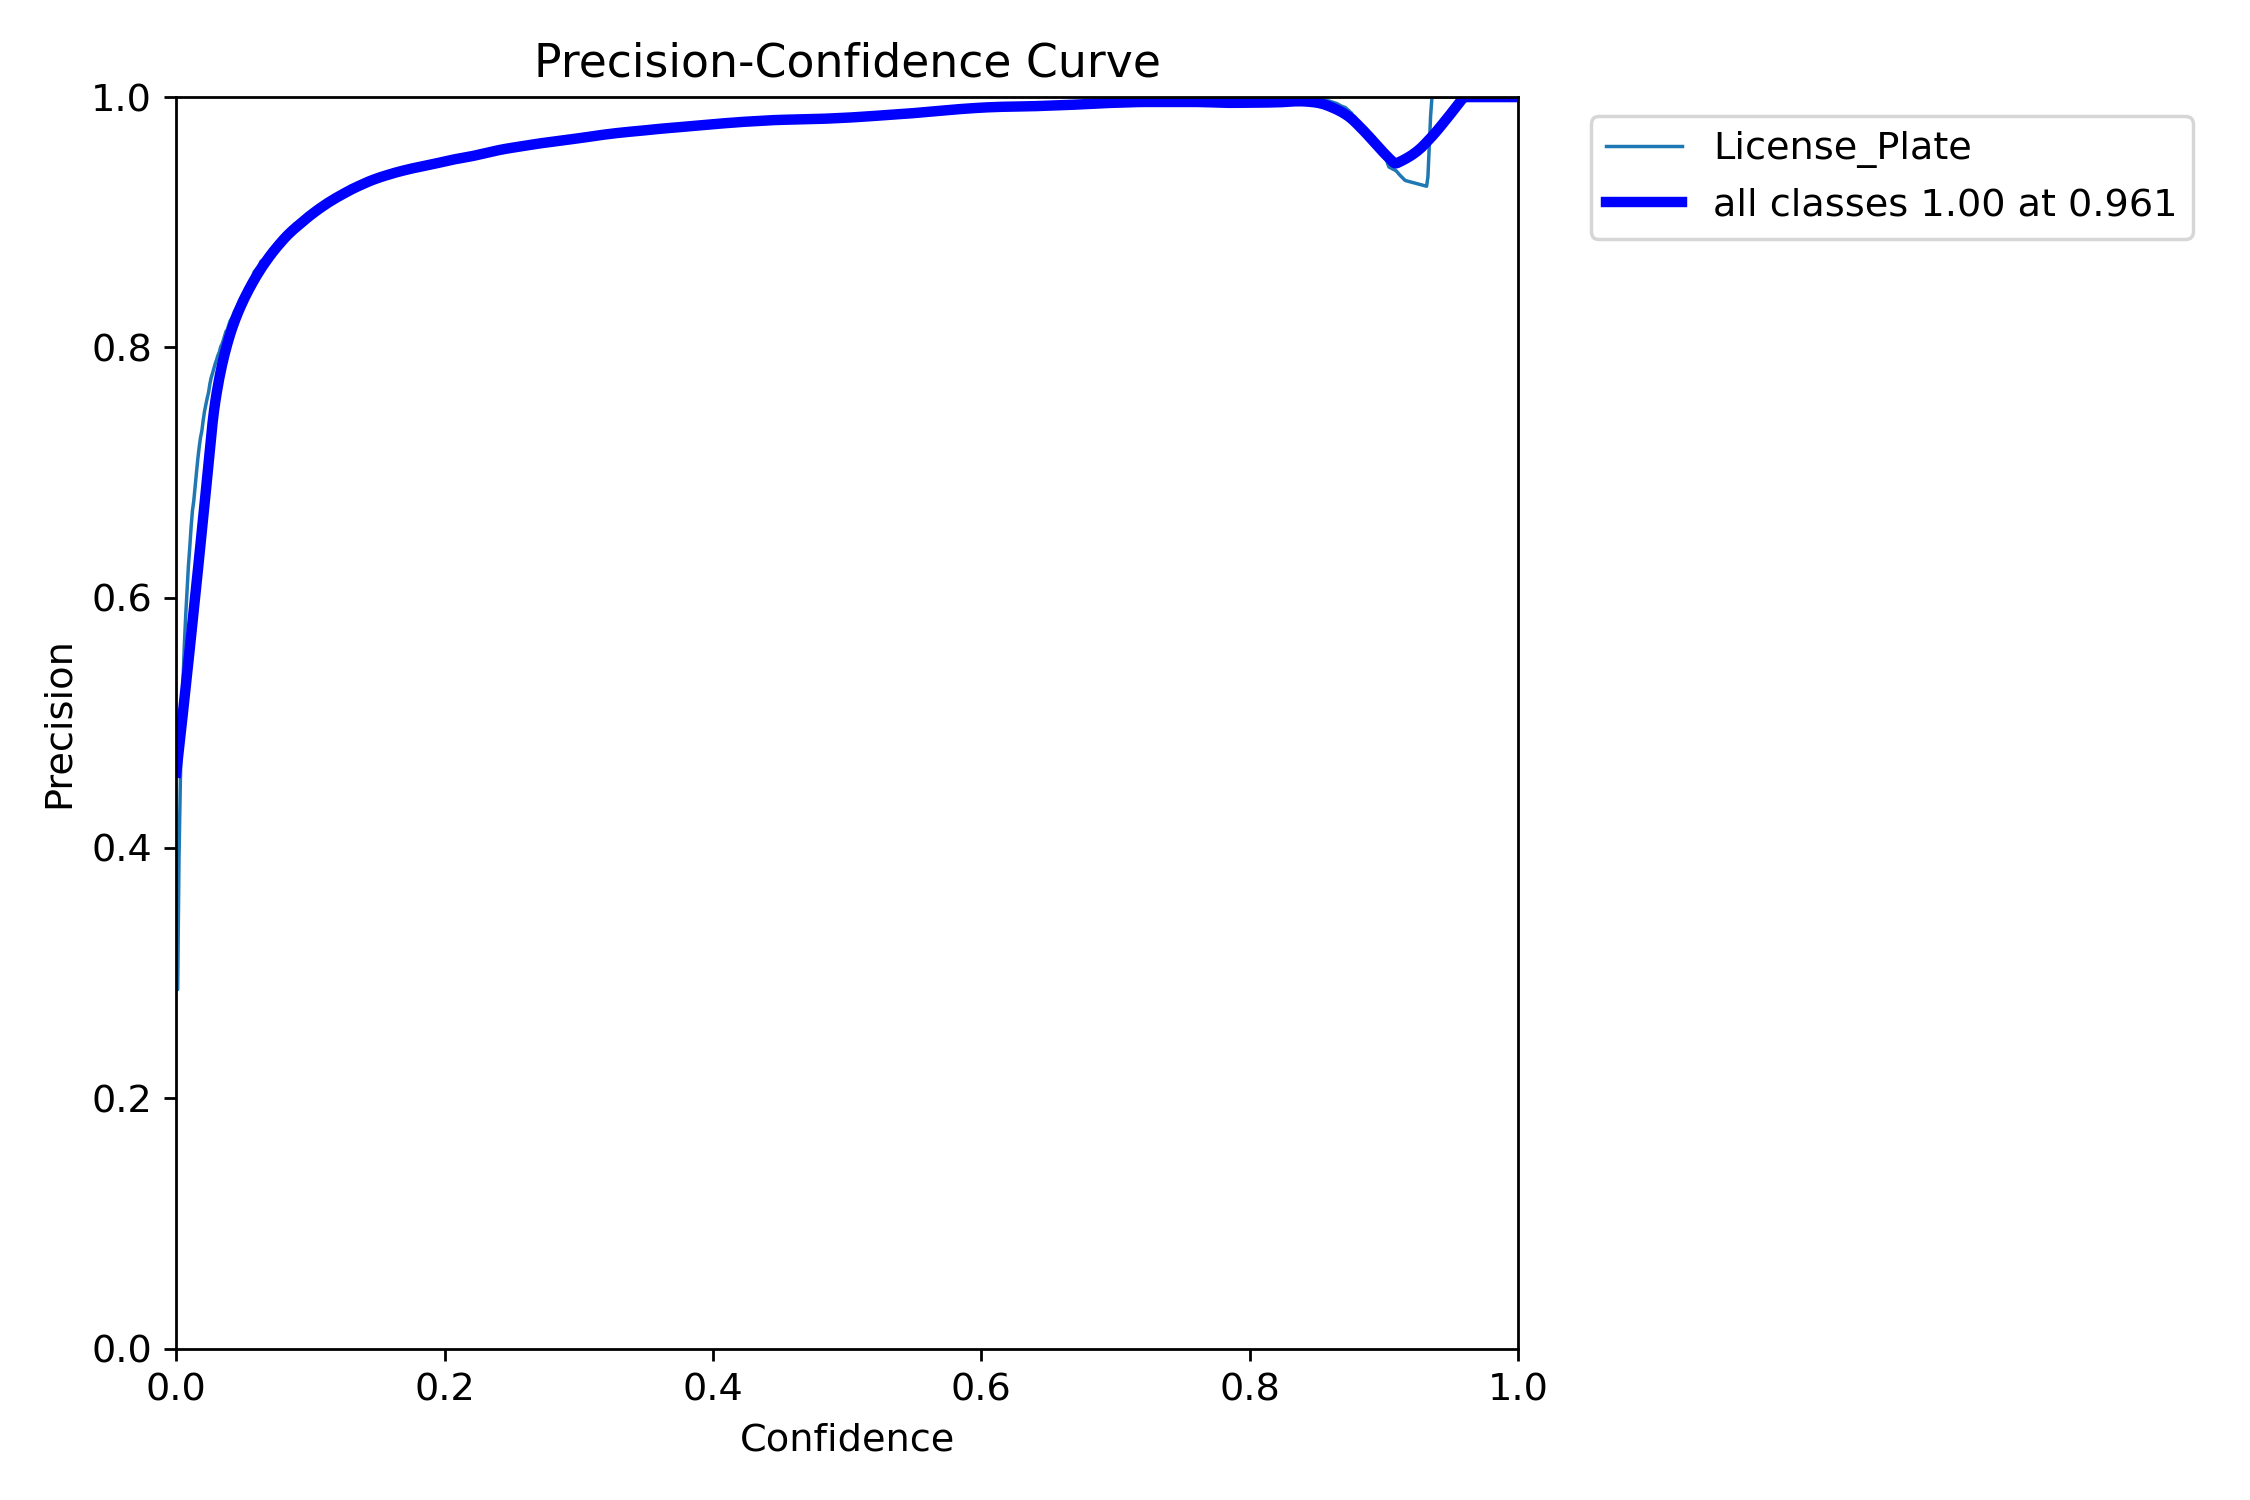 Precision-Confidence Curve
1.0
0.8
0.6
0.4
0.2
0.0
Precision
0.0 0.2 0.4 0.6 0.8 1.0
Confidence
License_Plate
all classes 1.00 at 0.961